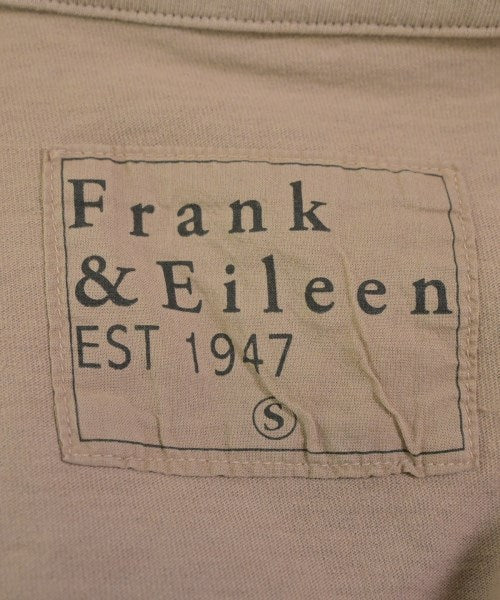 Frank
& Eileen
EST 1947
S